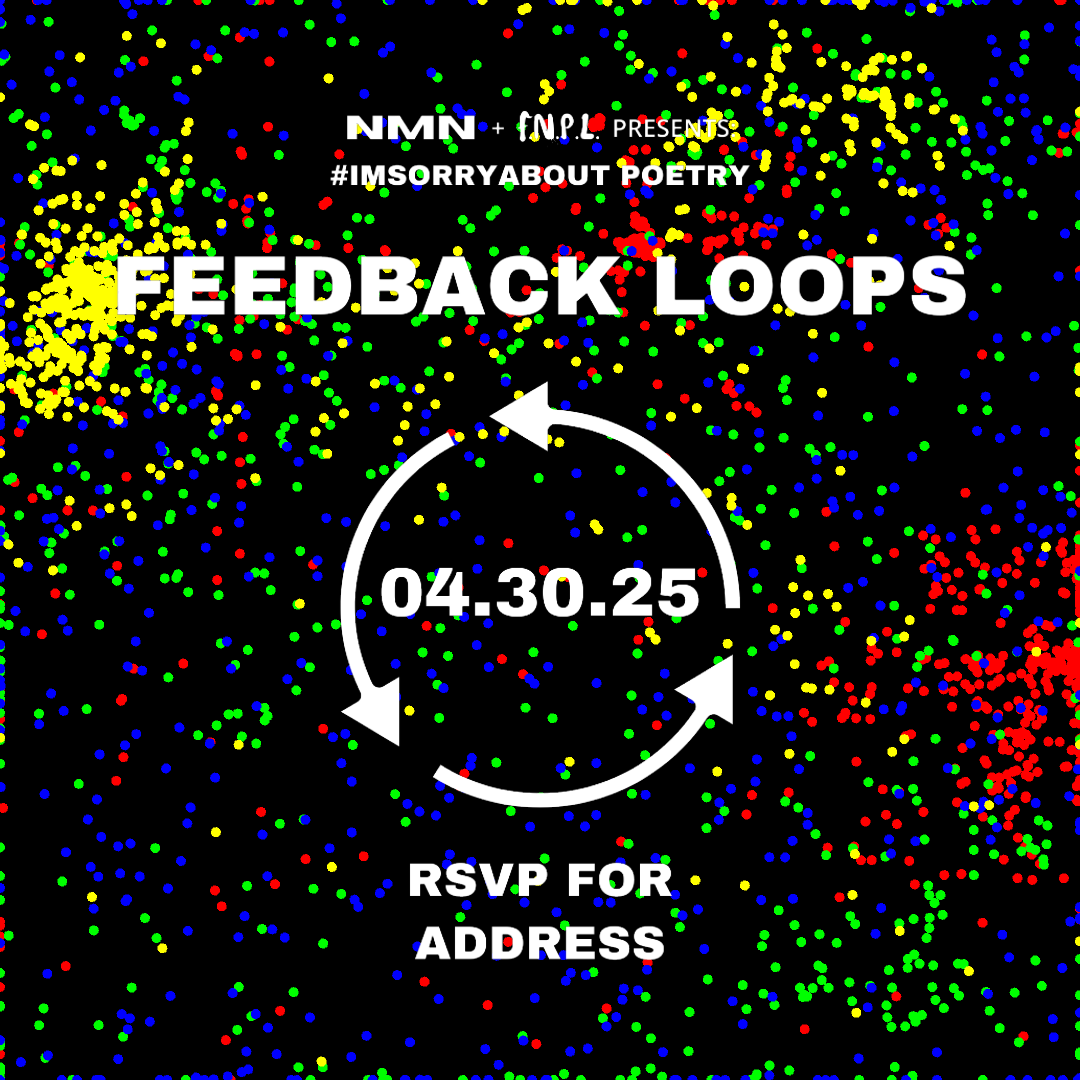 NMN + F.N.P.L. PRESENTS:
#IMSORRYABOUT POETRY
FEEDBACK LOOPS
04.30.25
RSVP FOR
ADDRESS